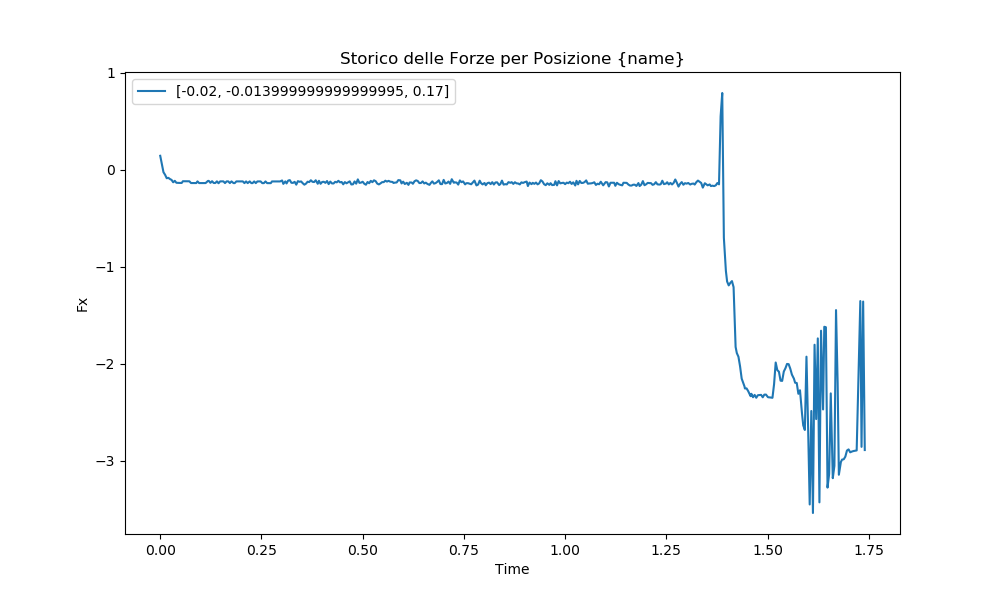 Storico delle Forze per Posizione {name}
[-0.02, -0.013999999999999995, 0.17]
1
0
−1
−2
−3
Fx
0.00 0.25 0.50 0.75 1.00 1.25 1.50 1.75
Time